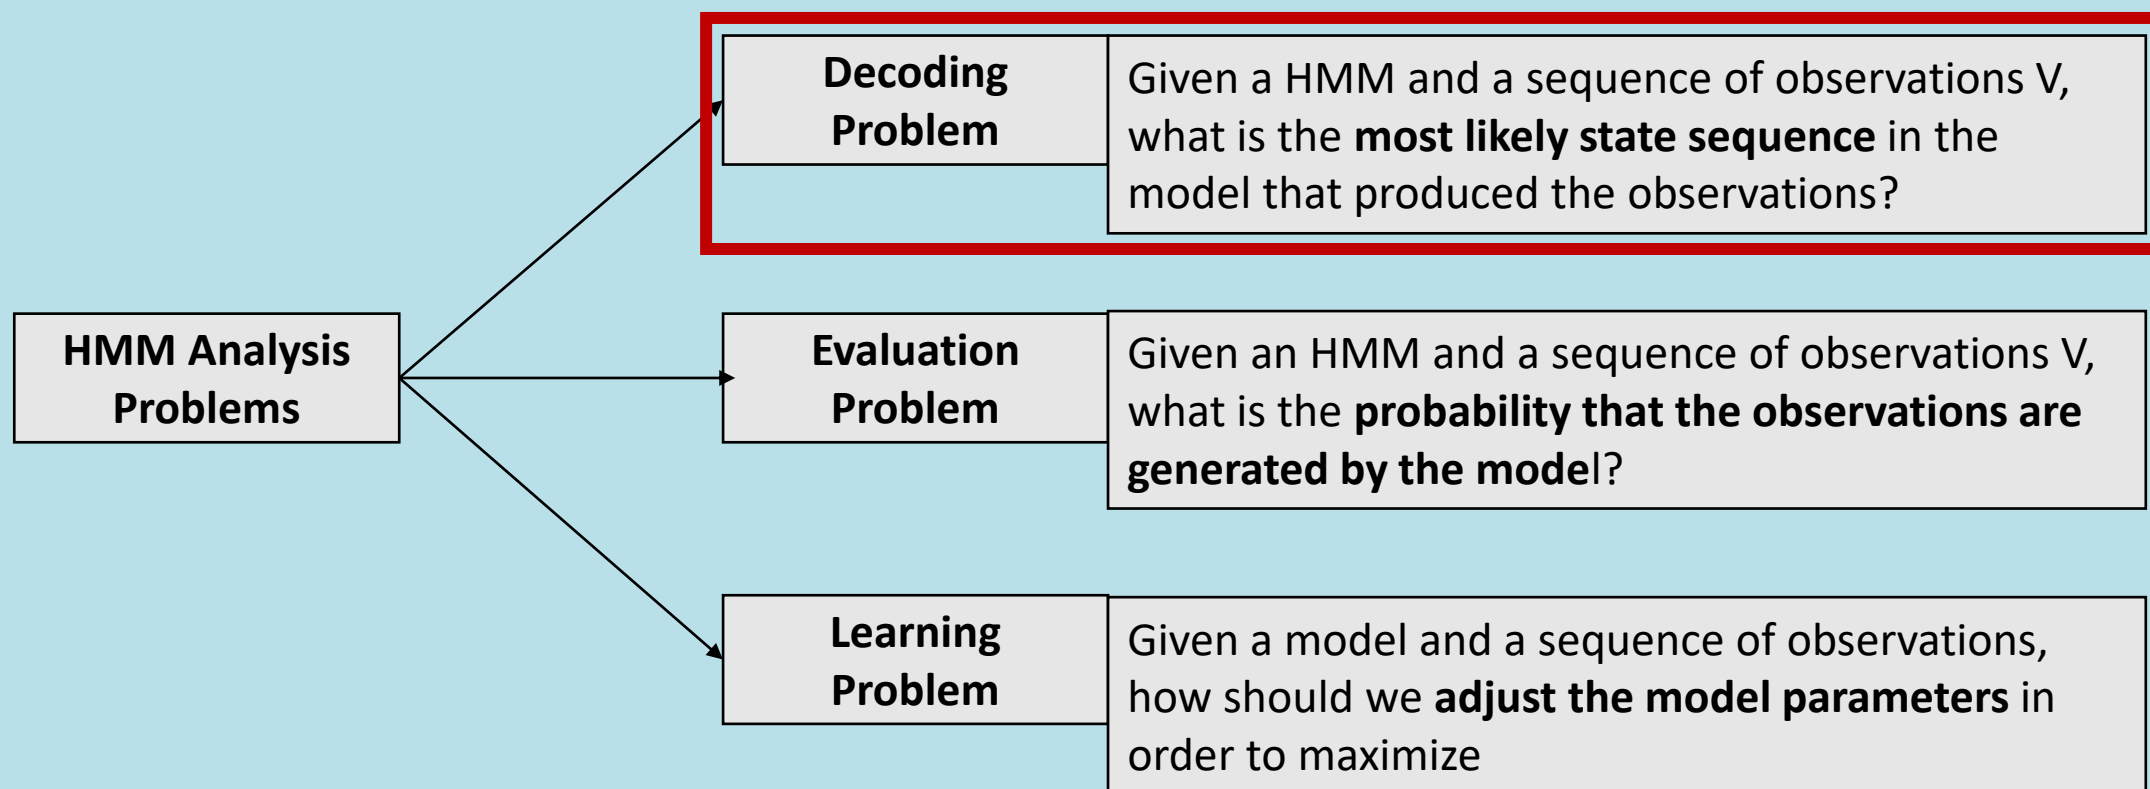 Decoding
Problem
Given a HMM and a sequence of observations V,
what is the most likely state sequence in the
model that produced the observations?
HMM Analysis
Problems
Evaluation
Problem
Given an HMM and a sequence of observations V,
what is the probability that the observations are
generated by the model?
Learning
Problem
Given a model and a sequence of observations,
how should we adjust the model parameters in
order to maximize